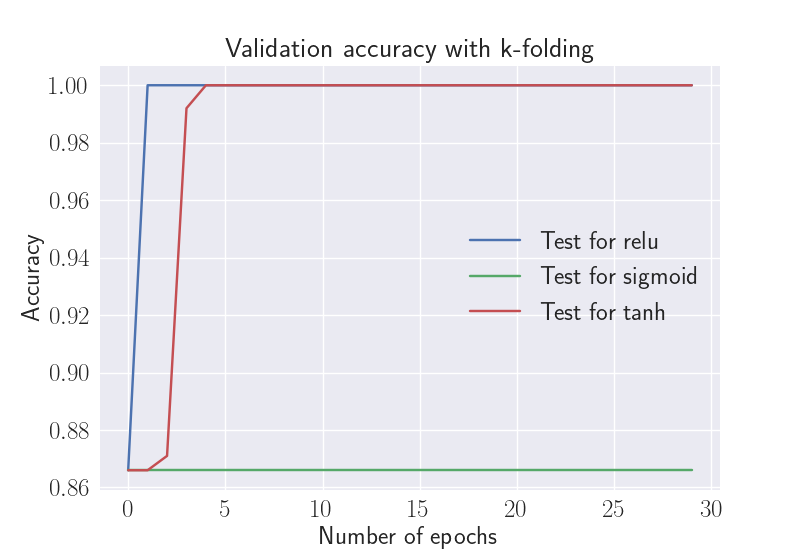 Validation accuracy with k-folding
1.00
0.98
0.96
0.94
0.92
0.90
0.88
0.86
Accuracy
Test for relu
Test for sigmoid
Test for tanh
0 5 10 15 20 25 30
Number of epochs